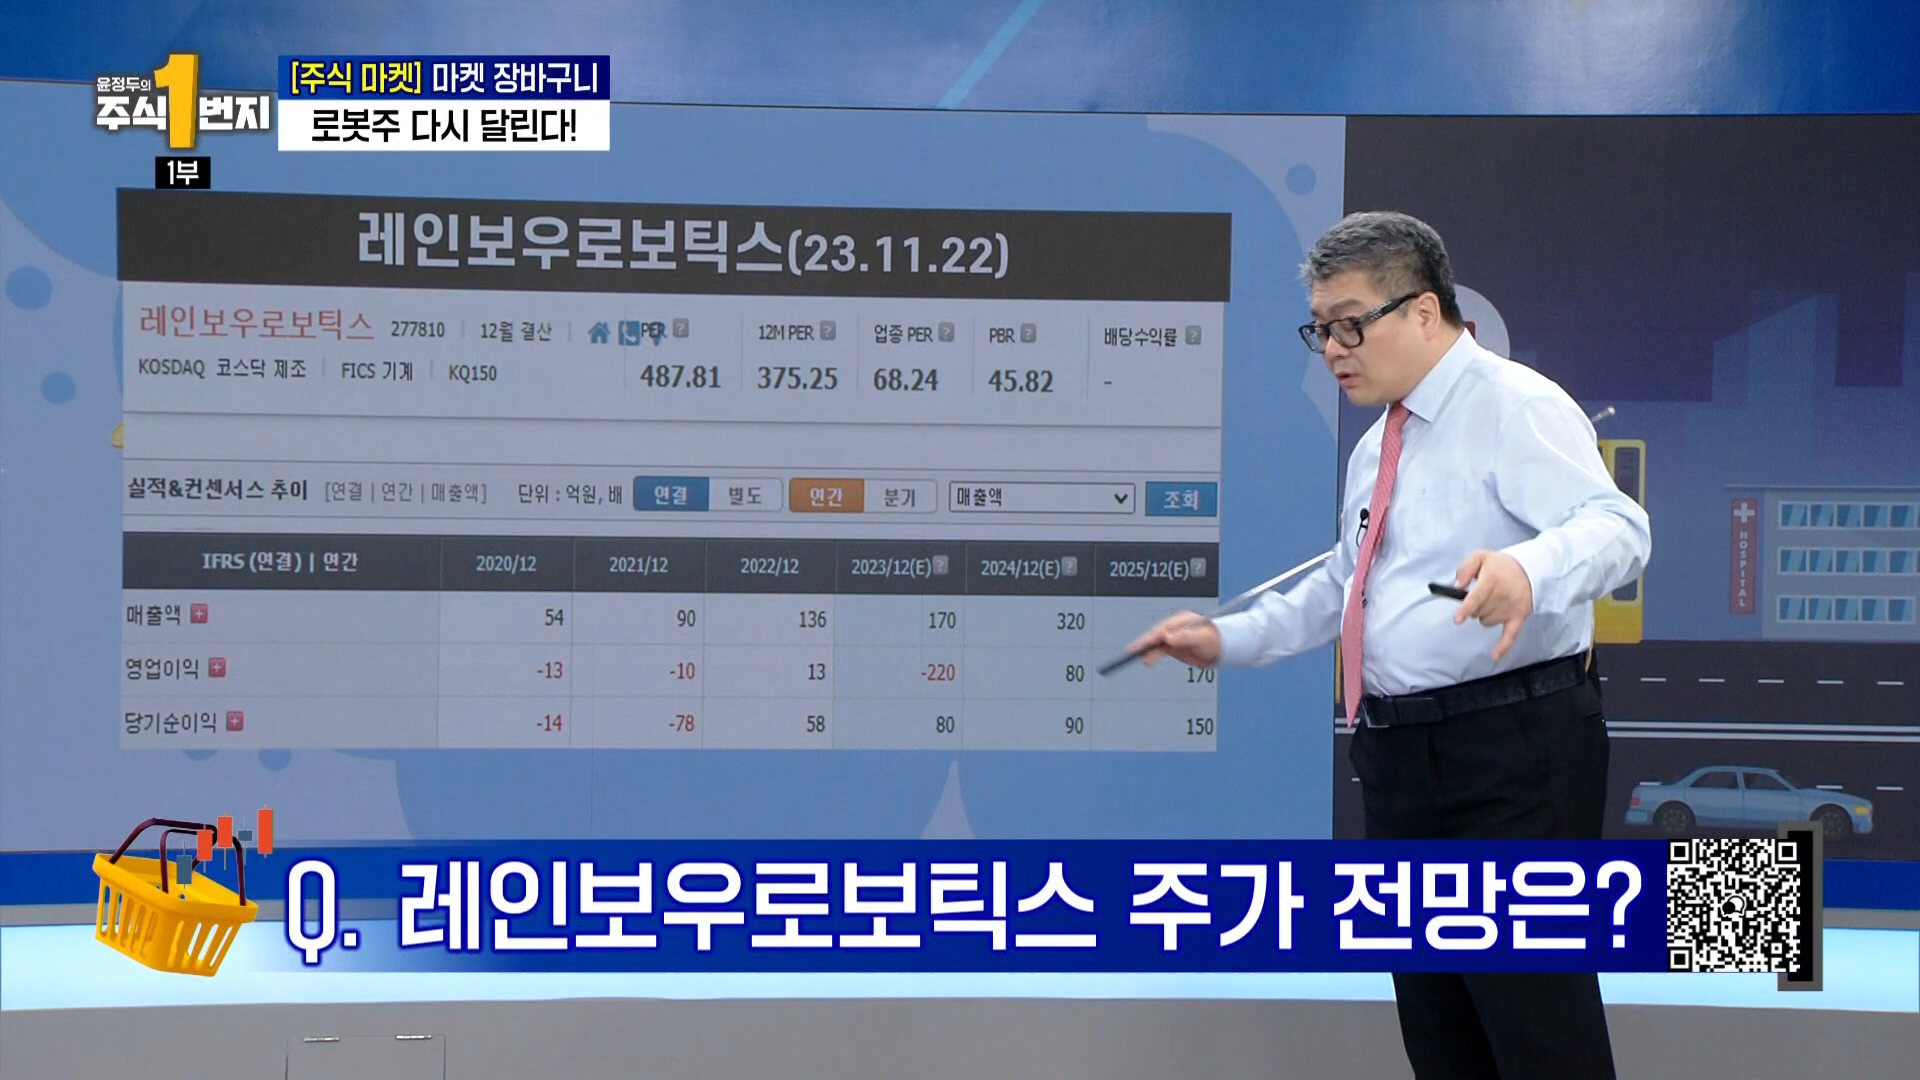 윤정두의
주식1번지
1부
[주식 마켓] 마켓 장바구니
로봇주 다시 달린다!
레인보우로보틱스(23.11.22)
레인보우로보틱스 277810 | 12월 결산
KOSDAQ 코스닥 제조 | FICS 기계 | KQ150
PER ? 12M PER ? 업종 PER ? PBR ? 배당수익률 ?
487.81 375.25 68.24 45.82 -
실적&컨센서스 추이 [연결 | 연간 | 매출액] 단위 : 억원, 배 연결 별도 연간 분기 매출액 조회
IFRS (연결) | 연간 2020/12 2021/12 2022/12 2023/12(E) ? 2024/12(E) ? 2025/12(E) ?
매출액 + 54 90 136 170 320
영업이익 + -13 -10 13 -220 80 170
당기순이익 + -14 -78 58 80 90 150
HOSPITAL
Q. 레인보우로보틱스 주가 전망은?